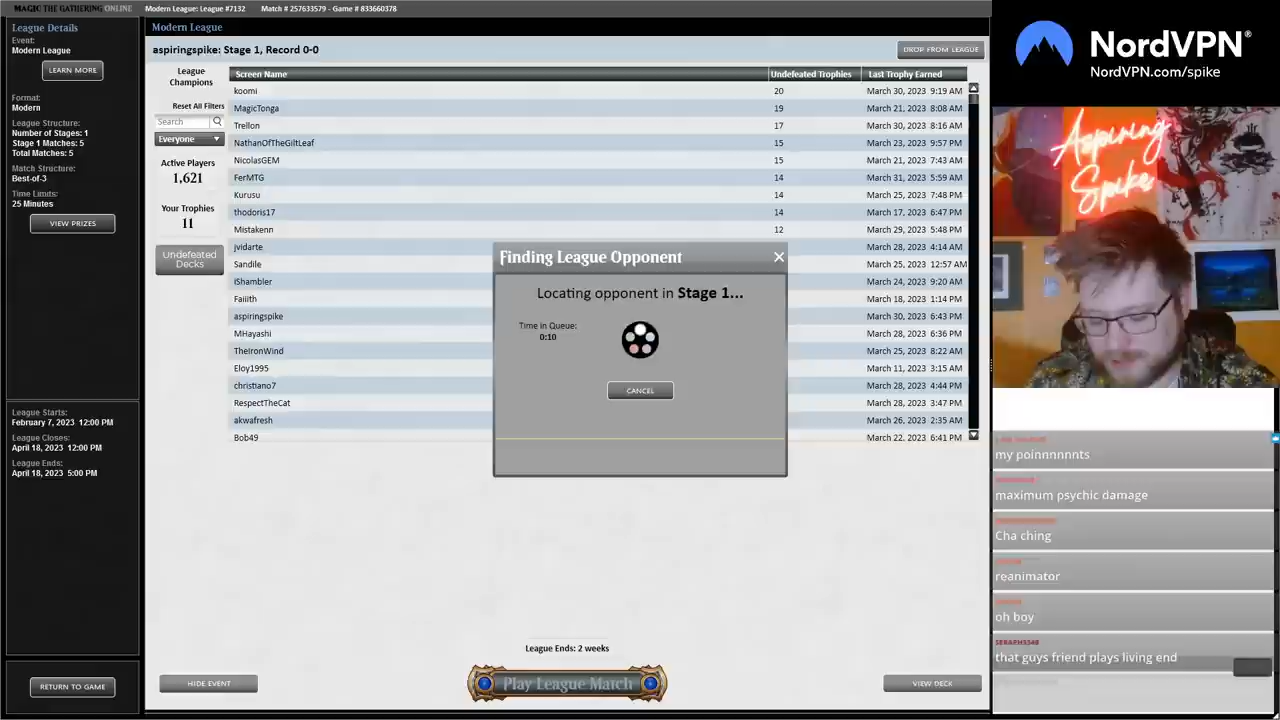 MAGIC THE GATHERING ONLINE
Modern League: League #7132
Match # 257633579 - Game # 833660378
League Details
Event:
Modern League
LEARN MORE
Format:
Modern
League Structure:
Number of Stages: 1
Stage 1 Matches: 5
Total Matches: 5
Match Structure:
Best-of-3
Time Limits:
25 Minutes
VIEW PRIZES
League Starts:
February 7, 2023 12:00 PM
League Closes:
April 18, 2023 12:00 PM
League Ends:
April 18, 2023 5:00 PM
RETURN TO GAME
Modern League
aspiringspike: Stage 1, Record 0-0
DROP FROM LEAGUE
League
Champions
Reset All Filters
Search
Everyone
Active Players
1,621
Your Trophies
11
Undefeated
Decks
Screen Name Undefeated Trophies Last Trophy Earned
koomi 20 March 30, 2023 9:19 AM
MagicTonga 19 March 21, 2023 8:08 AM
Trellon 17 March 30, 2023 8:16 AM
NathanOfTheGiltLeaf 15 March 23, 2023 9:57 PM
NicolasGEM 15 March 21, 2023 7:43 AM
FerMTG 14 March 31, 2023 5:59 AM
Kurusu 14 March 25, 2023 7:48 PM
thodoris17 14 March 17, 2023 6:47 PM
Mistakenn 12 March 29, 2023 5:48 PM
jvidarte March 28, 2023 4:14 AM
Sandile March 25, 2023 12:57 AM
iShambler March 24, 2023 9:20 AM
Faiiith March 18, 2023 1:14 PM
aspiringspike March 30, 2023 6:43 PM
MHayashi March 28, 2023 6:36 PM
TheIronWind March 25, 2023 8:22 AM
Eloy1995 March 11, 2023 3:15 AM
christiano7 March 28, 2023 4:44 PM
RespectTheCat March 28, 2023 3:47 PM
akwafresh March 26, 2023 2:35 AM
Bob49 March 22, 2023 6:41 PM
Finding League Opponent
Locating opponent in Stage 1...
Time in Queue:
0:10
CANCEL
League Ends: 2 weeks
HIDE EVENT
Play League Match
VIEW DECK
NordVPN®
NordVPN.com/spike
Aspiring
Spike
my poinnnnnnts
maximum psychic damage
Cha ching
reanimator
oh boy
that guys friend plays living end